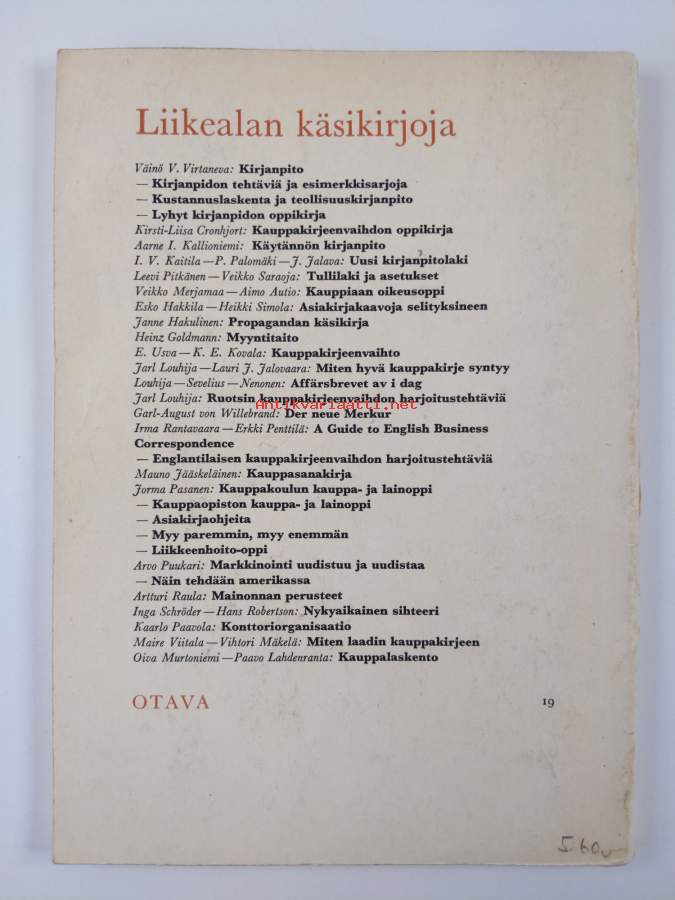 Liikealan käsikirjoja
Väinö V. Virtaneva: Kirjanpito
— Kirjanpidon tehtäviä ja esimerkkisarjoja
— Kustannuslaskenta ja teollisuuskirjanpito
— Lyhyt kirjanpidon oppikirja
Kirsti-Liisa Cronhjort: Kauppakirjeenvaihdon oppikirja
Aarne I. Kallioniemi: Käytännön kirjanpito
I. V. Kaitila — P. Palomäki — J. Jalava: Uusi kirjanpitolaki
Leevi Pitkänen — Veikko Saraoja: Tullilaki ja asetukset
Veikko Merjamaa — Aimo Autio: Kauppiaan oikeusoppi
Esko Hakkila — Heikki Simola: Asiakirjakaavoja selityksineen
Janne Hakulinen: Propagandan käsikirja
Heinz Goldmann: Myyntitaito
E. Usva — K. E. Kovala: Kauppakirjeenvaihto
Jarl Louhija — Lauri J. Jalovaara: Miten hyvä kauppakirje syntyy
Louhija — Sevelius — Nenonen: Affärsbrevet av i dag
Jarl Louhija: Ruotsin kauppakirjeenvaihdon harjoitustehtäviä
Antikvariaatti.net
Garl-August von Willebrand: Der neue Merkur
Irma Rantavaara — Erkki Penttilä: A Guide to English Business
Correspondence
— Englantilaisen kauppakirjeenvaihdon harjoitustehtäviä
Mauno Jääskeläinen: Kauppasanakirja
Jorma Pasanen: Kauppakoulun kauppa- ja lainoppi
— Kauppaopiston kauppa- ja lainoppi
— Asiakirjaohjeita
— Myy paremmin, myy enemmän
— Liikkeenhoito-oppi
Arvo Puukari: Markkinointi uudistuu ja uudistaa
— Näin tehdään amerikassa
Artturi Raula: Mainonnan perusteet
Inga Schröder — Hans Robertson: Nykyaikainen sihteeri
Kaarlo Paavola: Konttoriorganisaatio
Maire Viitala — Vihtori Mäkelä: Miten laadin kauppakirjeen
Oiva Murtoniemi — Paavo Lahdenranta: Kauppalaskento
OTAVA 19
5.60